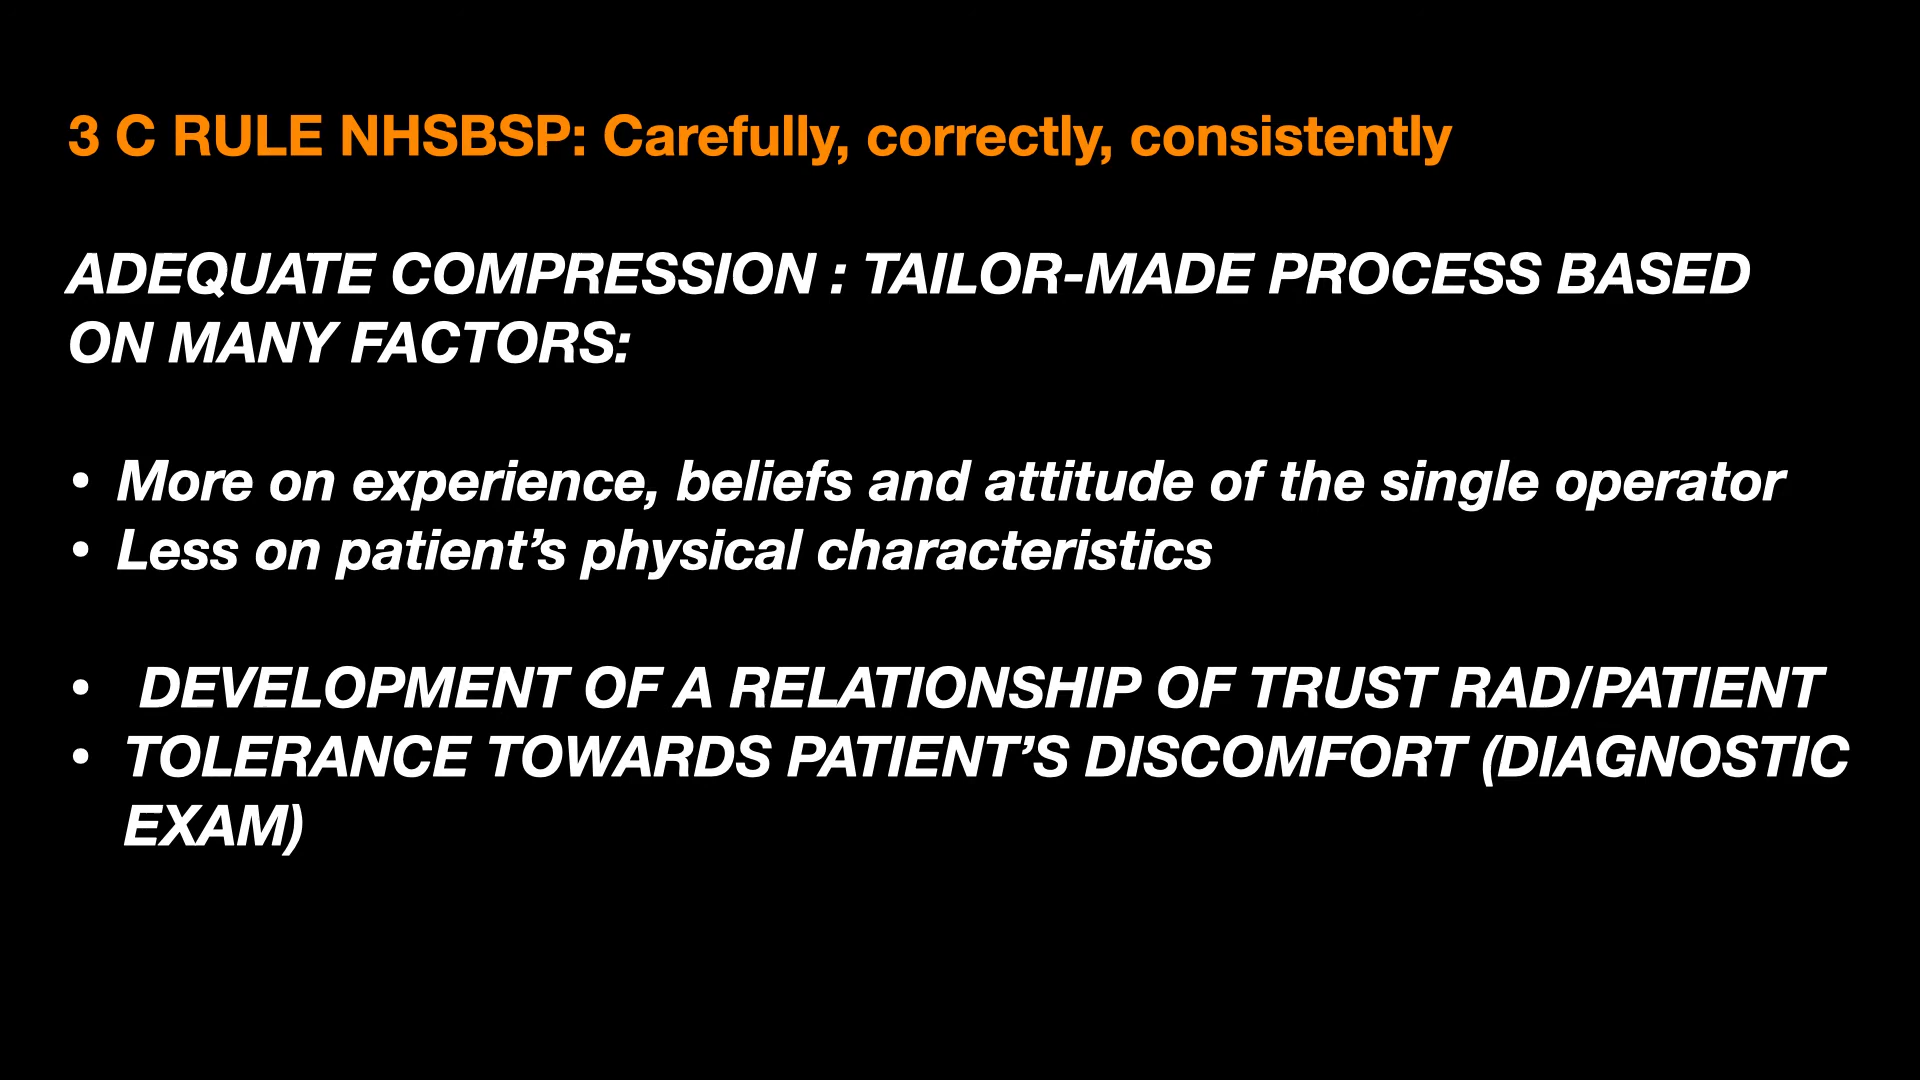 3 C RULE NHSBSP: Carefully, correctly, consistently
ADEQUATE COMPRESSION : TAILOR-MADE PROCESS BASED
ON MANY FACTORS:
• More on experience, beliefs and attitude of the single operator
• Less on patient’s physical characteristics
• DEVELOPMENT OF A RELATIONSHIP OF TRUST RAD/PATIENT
• TOLERANCE TOWARDS PATIENT’S DISCOMFORT (DIAGNOSTIC
EXAM)